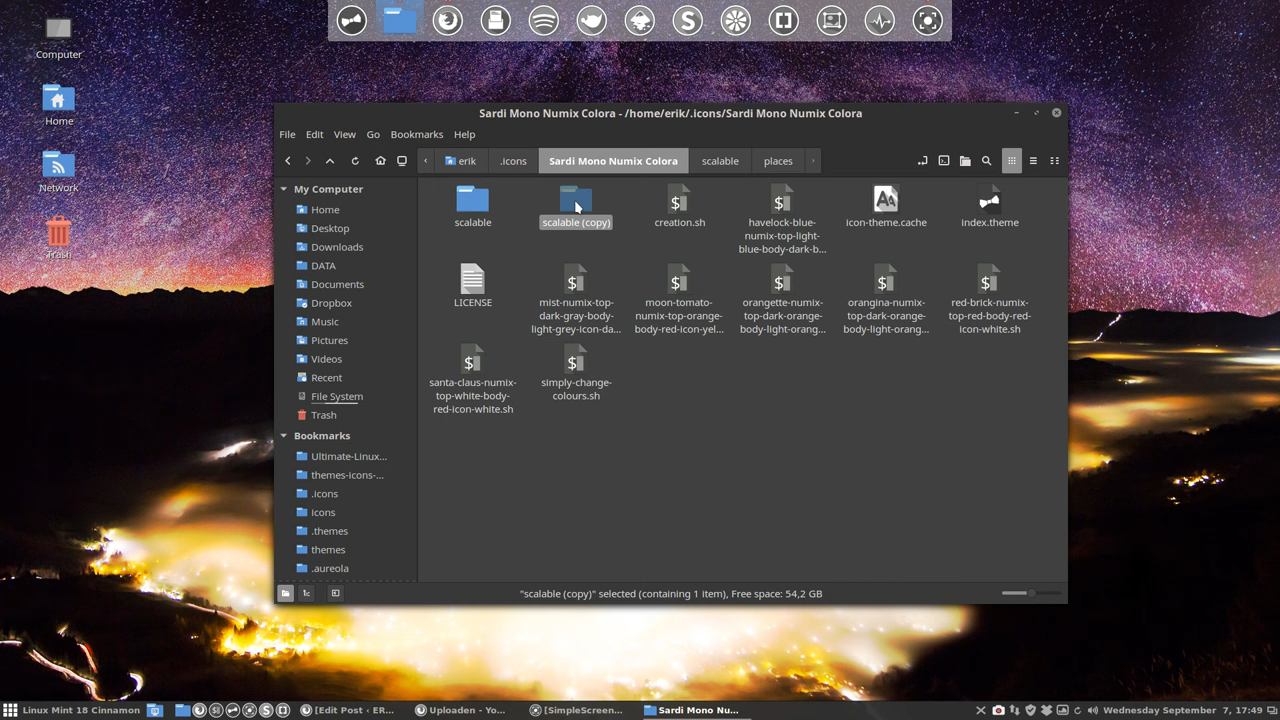 Computer
Home
Network
Trash
Sardi Mono Numix Colora - /home/erik/.icons/Sardi Mono Numix Colora
File Edit View Go Bookmarks Help
erik .icons Sardi Mono Numix Colora scalable places
My Computer
Home
Desktop
Downloads
DATA
Documents
Dropbox
Music
Pictures
Videos
Recent
File System
Trash
Bookmarks
Ultimate-Linux...
themes-icons-...
.icons
icons
.themes
themes
.aureola
scalable
scalable (copy)
creation.sh
havelock-blue-
numix-top-light-
blue-body-dark-b...
icon-theme.cache
index.theme
LICENSE
mist-numix-top-
dark-gray-body-
light-grey-icon-da...
moon-tomato-
numix-top-orange-
body-red-icon-yel...
orangette-numix-
top-dark-orange-
body-light-orang...
orangina-numix-
top-dark-orange-
body-light-orang...
red-brick-numix-
top-red-body-red-
icon-white.sh
santa-claus-numix-
top-white-body-
red-icon-white.sh
simply-change-
colours.sh
"scalable (copy)" selected (containing 1 item), Free space: 54,2 GB
Linux Mint 18 Cinnamon
[Edit Post ‹ ER...
Uploaden - Yo...
[SimpleScreen...
Sardi Mono Nu...
Wednesday September 7, 17:49